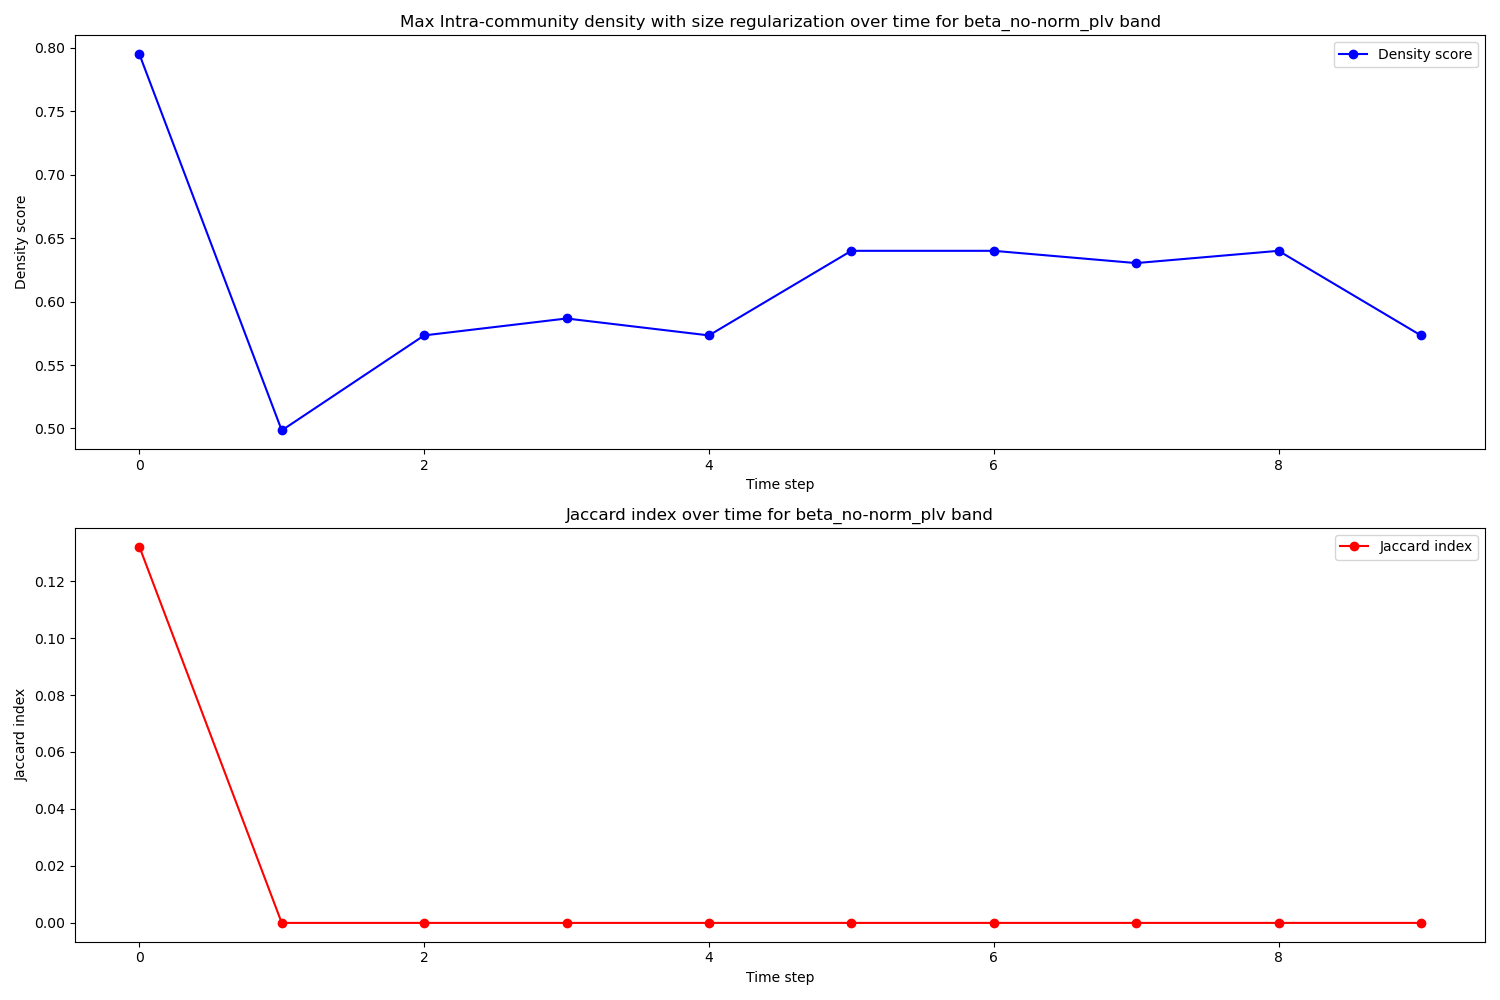 Max Intra-community density with size regularization over time for beta_no-norm_plv band
Density score
0.80
0.75
0.70
0.65
0.60
0.55
0.50
Density score
0 2 4 6 8
Time step
Jaccard index over time for beta_no-norm_plv band
Jaccard index
0.12
0.10
0.08
0.06
0.04
0.02
0.00
Jaccard index
0 2 4 6 8
Time step